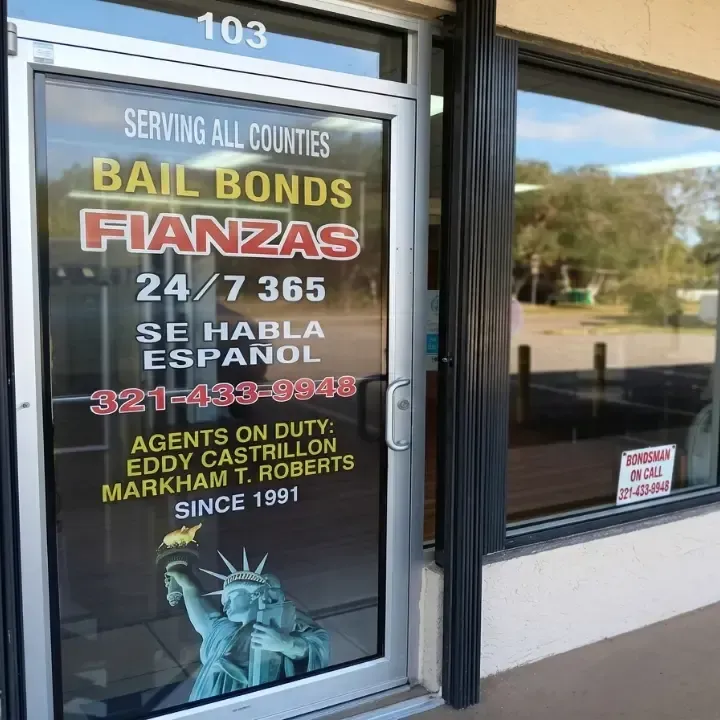 103
SERVING ALL COUNTIES
BAIL BONDS
FIANZAS
24/7 365
SE HABLA
ESPAÑOL
321-433-9948
AGENTS ON DUTY:
EDDY CASTRILLON
MARKHAM T. ROBERTS
SINCE 1991
BONDSMAN
ON CALL
321-433-9948